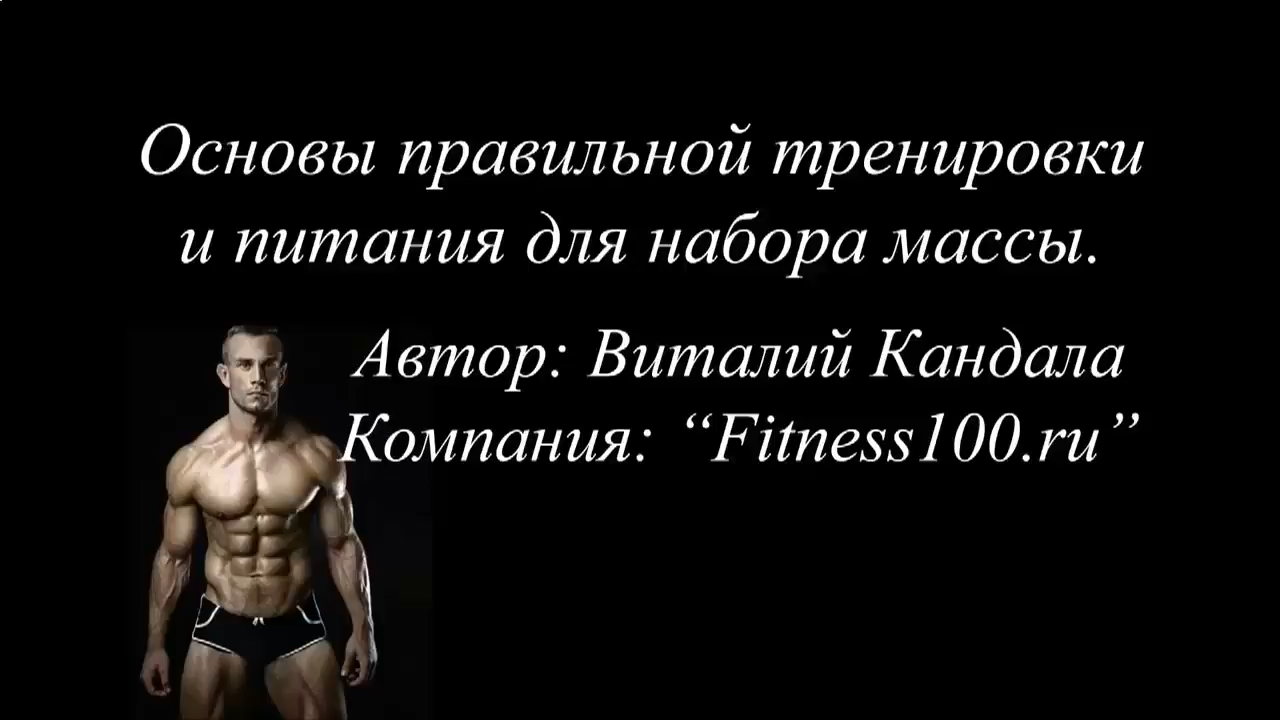 Основы правильной тренировки
и питания для набора массы.
Автор: Виталий Кандала
Компания: “Fitness100.ru”